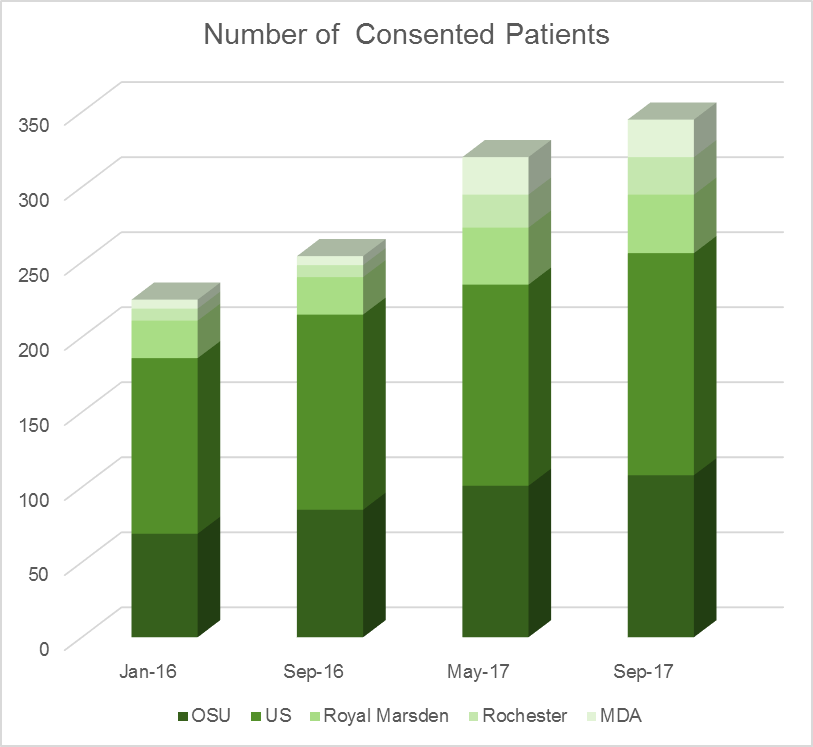 Number of  Consented Patients
350
300
250
200
150
100
50
0
Jan-16 Sep-16 May-17 Sep-17
OSU US Royal Marsden Rochester MDA